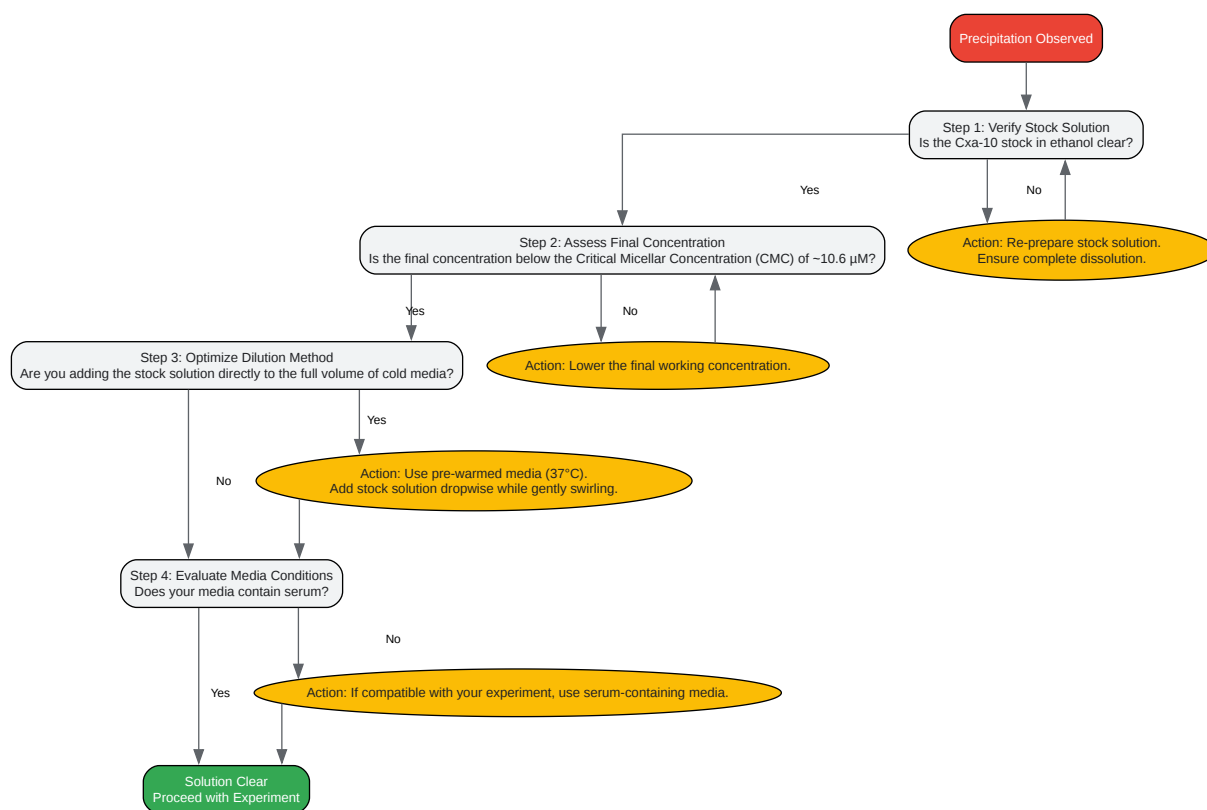 Precipitation Observed
Step 1: Verify Stock Solution
Is the Cxa-10 stock in ethanol clear?
Yes
No
Action: Re-prepare stock solution.
Ensure complete dissolution.
Step 2: Assess Final Concentration
Is the final concentration below the Critical Micellar Concentration (CMC) of ~10.6 µM?
Yes
No
Action: Lower the final working concentration.
Step 3: Optimize Dilution Method
Are you adding the stock solution directly to the full volume of cold media?
Yes
No
Action: Use pre-warmed media (37°C).
Add stock solution dropwise while gently swirling.
Step 4: Evaluate Media Conditions
Does your media contain serum?
No
Yes
Action: If compatible with your experiment, use serum-containing media.
Solution Clear
Proceed with Experiment